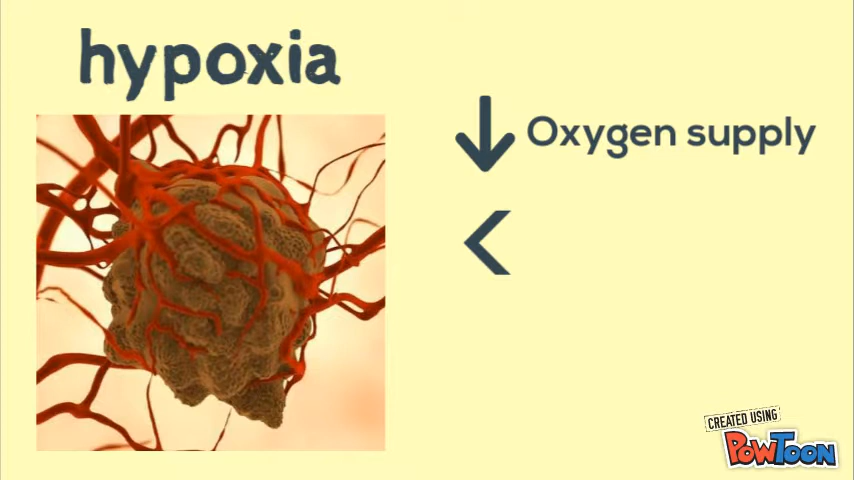 hypoxia
Oxygen supply
<
CREATED USING
POWTOON